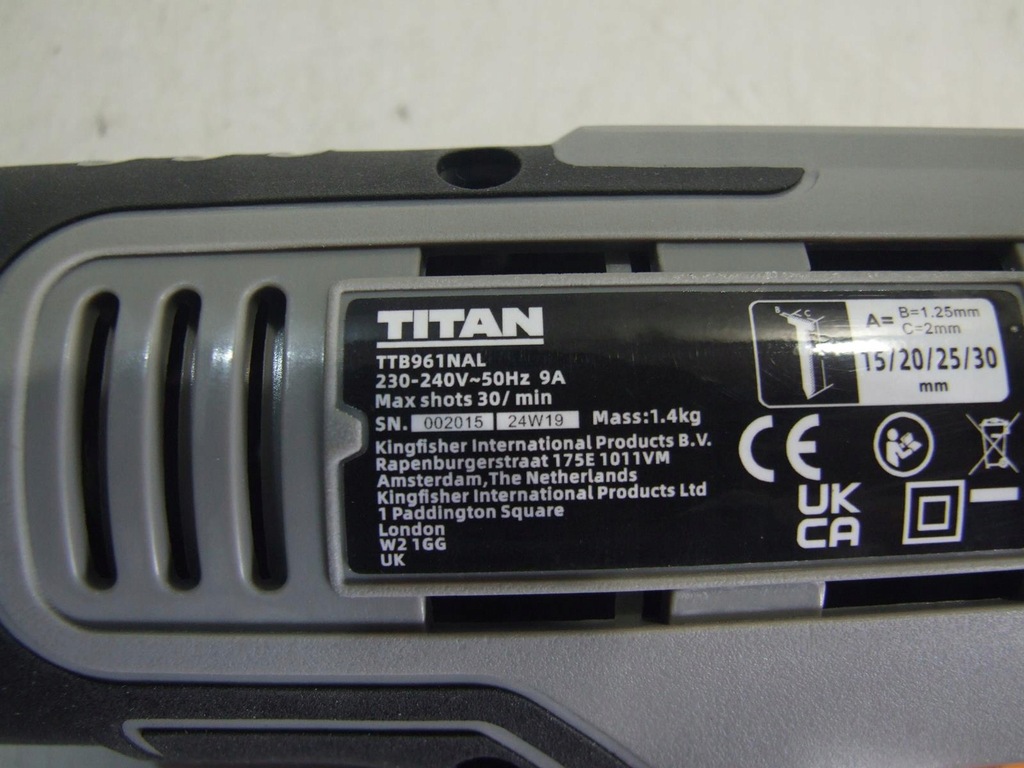 TITAN
TTB961NAL
230-240V~50Hz 9A
Max shots 30/ min
SN. 002015 24W19 Mass:1.4kg
Kingfisher International Products B.V.
Rapenburgerstraat 175E 1011VM
Amsterdam,The Netherlands
Kingfisher International Products Ltd
1 Paddington Square
London
W2 1GG
UK
B C
A= B=1.25mm
C=2mm
15/20/25/30
mm
CE
UK
CA